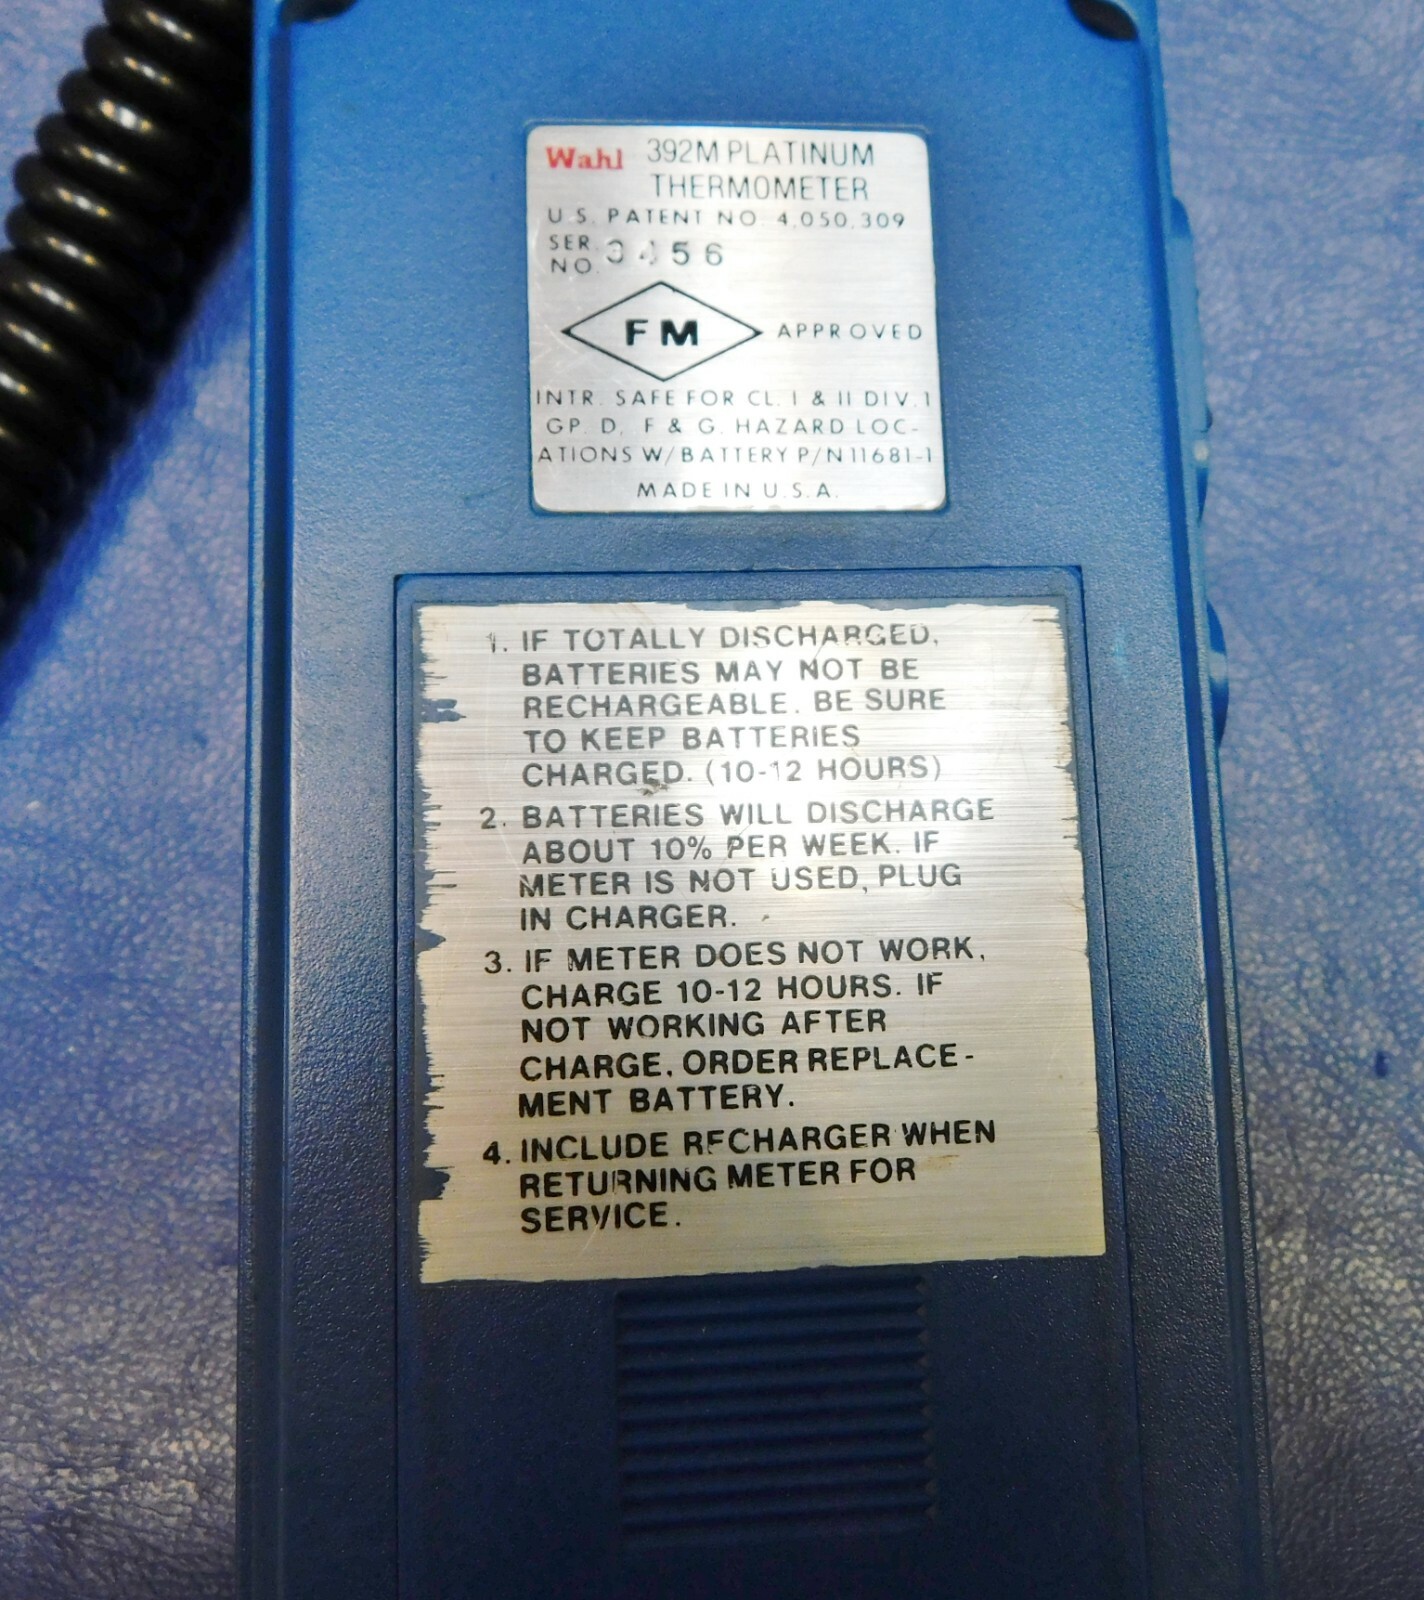 Wahl 392M PLATINUM
THERMOMETER
U.S. PATENT NO. 4,050,309
SER.
NO. 3456
FM APPROVED
INTR. SAFE FOR CL. I & II DIV. 1
GP. D, F & G. HAZARD LOC-
ATIONS W/BATTERY P/N 11681-1
MADE IN U.S.A.
1. IF TOTALLY DISCHARGED,
BATTERIES MAY NOT BE
RECHARGEABLE. BE SURE
TO KEEP BATTERIES
CHARGED. (10-12 HOURS)
2. BATTERIES WILL DISCHARGE
ABOUT 10% PER WEEK. IF
METER IS NOT USED, PLUG
IN CHARGER.
3. IF METER DOES NOT WORK,
CHARGE 10-12 HOURS. IF
NOT WORKING AFTER
CHARGE, ORDER REPLACE-
MENT BATTERY.
4. INCLUDE RECHARGER WHEN
RETURNING METER FOR
SERVICE.